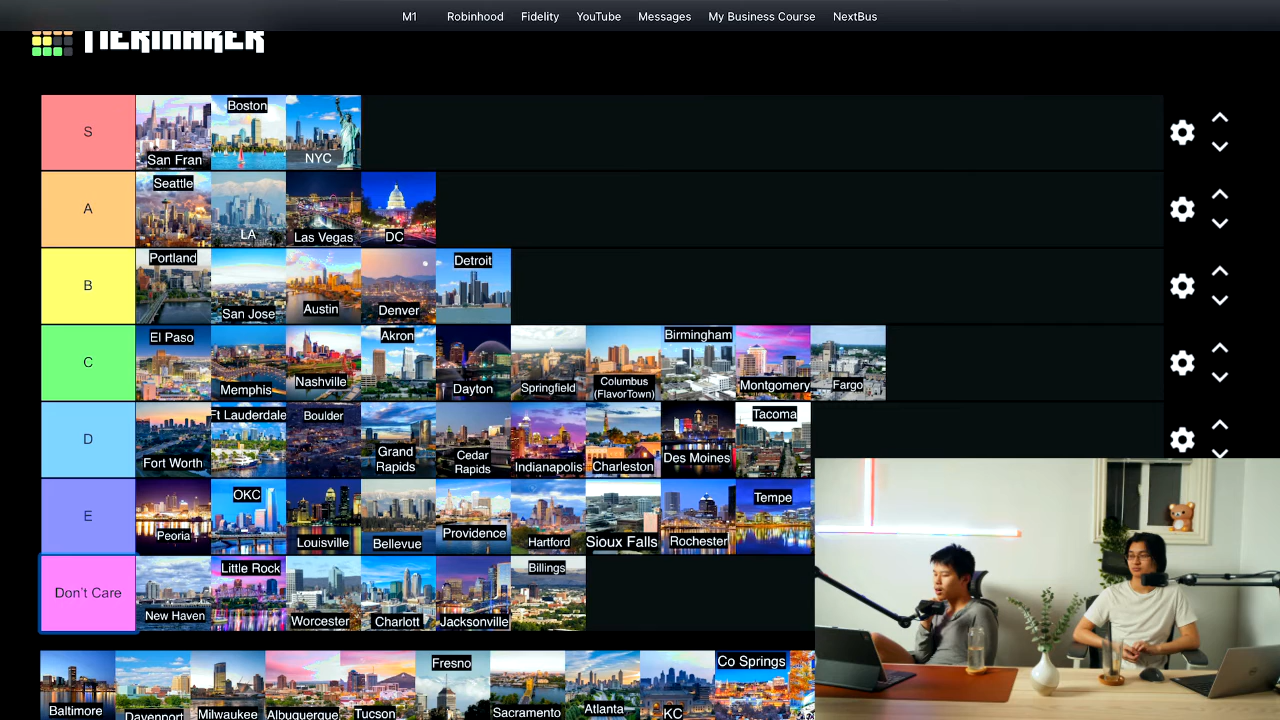 M1 Robinhood Fidelity YouTube Messages My Business Course NextBus
TIERMAKER
S
San Fran
Boston
NYC
A
Seattle
LA
Las Vegas
DC
B
Portland
San Jose
Austin
Denver
Detroit
C
El Paso
Memphis
Nashville
Akron
Dayton
Springfield
Columbus
(FlavorTown)
Birmingham
Montgomery
Fargo
D
Fort Worth
Ft Lauderdale
Boulder
Grand
Rapids
Cedar
Rapids
Indianapolis
Charleston
Des Moines
Tacoma
E
Peoria
OKC
Louisville
Bellevue
Providence
Hartford
Sioux Falls
Rochester
Tempe
Don't Care
New Haven
Little Rock
Worcester
Charlott
Jacksonville
Billings
Baltimore
Davenport
Milwaukee
Albuquerque
Tucson
Fresno
Sacramento
Atlanta
KC
Co Springs